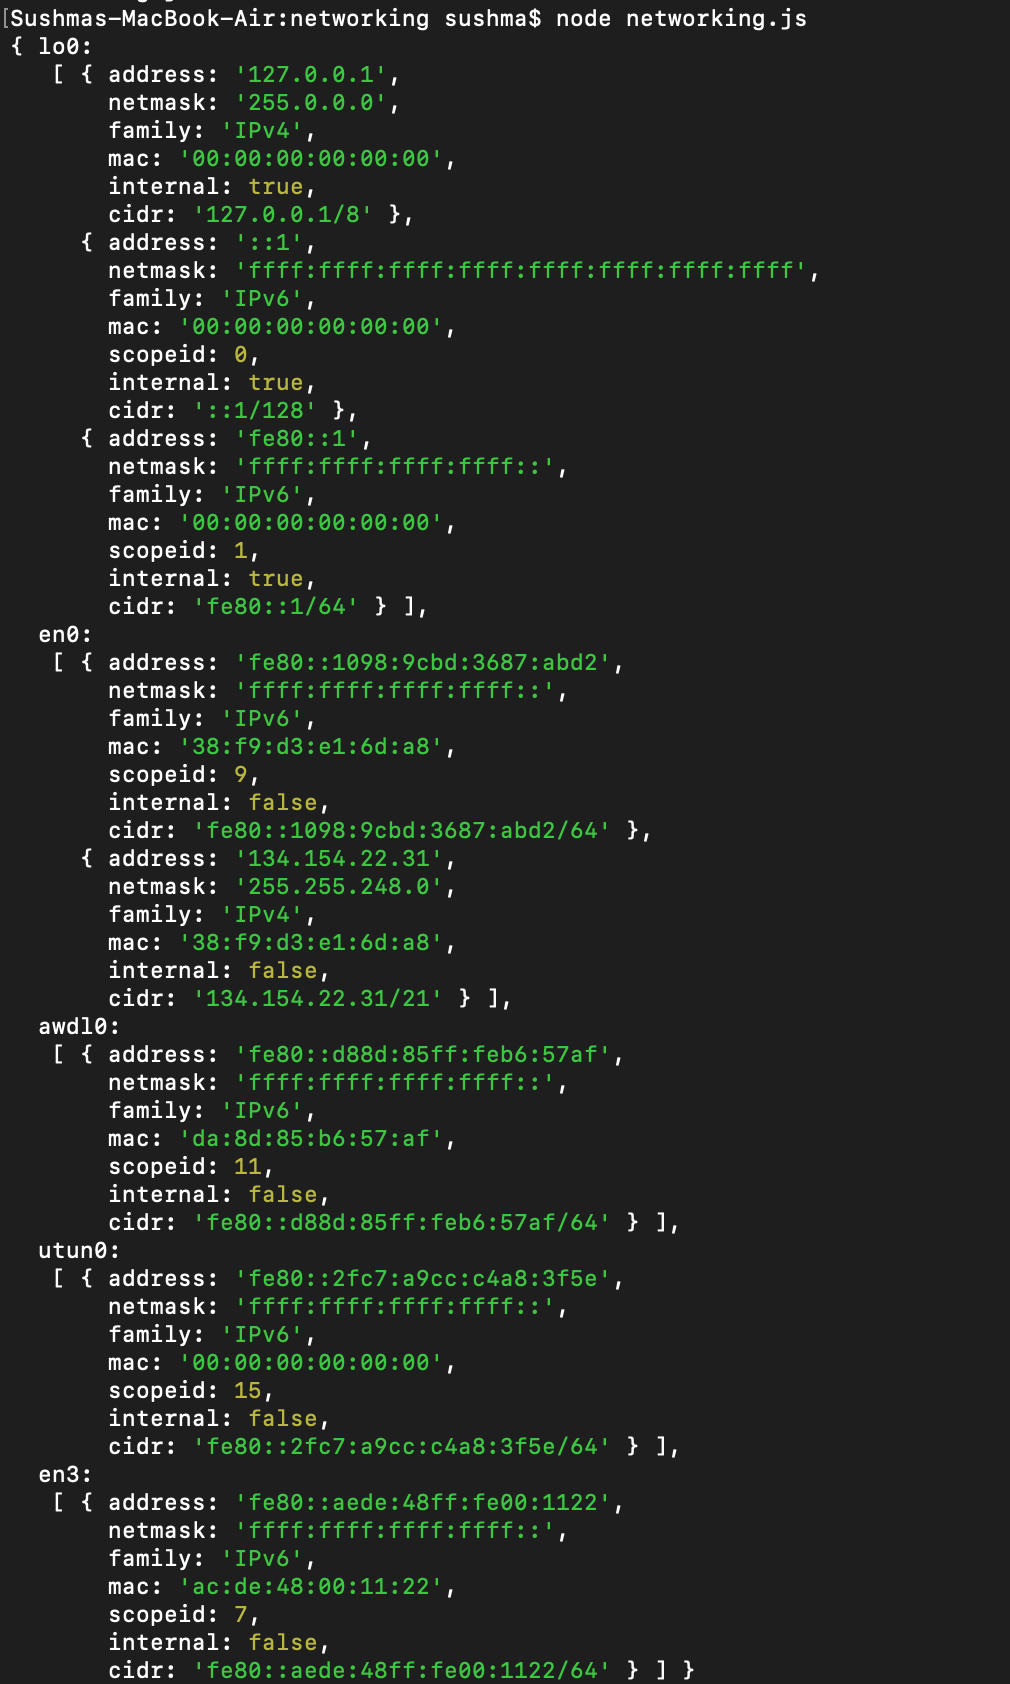 [Sushmas-MacBook-Air:networking sushma$ node networking.js
{ lo0:
[ { address: '127.0.0.1',
netmask: '255.0.0.0',
family: 'IPv4',
mac: '00:00:00:00:00:00',
internal: true,
cidr: '127.0.0.1/8' },
{ address: '::1',
netmask: 'ffff:ffff:ffff:ffff:ffff:ffff:ffff:ffff',
family: 'IPv6',
mac: '00:00:00:00:00:00',
scopeid: 0,
internal: true,
cidr: '::1/128' },
{ address: 'fe80::1',
netmask: 'ffff:ffff:ffff:ffff::',
family: 'IPv6',
mac: '00:00:00:00:00:00',
scopeid: 1,
internal: true,
cidr: 'fe80::1/64' } ],
en0:
[ { address: 'fe80::1098:9cbd:3687:abd2',
netmask: 'ffff:ffff:ffff:ffff::',
family: 'IPv6',
mac: '38:f9:d3:e1:6d:a8',
scopeid: 9,
internal: false,
cidr: 'fe80::1098:9cbd:3687:abd2/64' },
{ address: '134.154.22.31',
netmask: '255.255.248.0',
family: 'IPv4',
mac: '38:f9:d3:e1:6d:a8',
internal: false,
cidr: '134.154.22.31/21' } ],
awdl0:
[ { address: 'fe80::d88d:85ff:feb6:57af',
netmask: 'ffff:ffff:ffff:ffff::',
family: 'IPv6',
mac: 'da:8d:85:b6:57:af',
scopeid: 11,
internal: false,
cidr: 'fe80::d88d:85ff:feb6:57af/64' } ],
utun0:
[ { address: 'fe80::2fc7:a9cc:c4a8:3f5e',
netmask: 'ffff:ffff:ffff:ffff::',
family: 'IPv6',
mac: '00:00:00:00:00:00',
scopeid: 15,
internal: false,
cidr: 'fe80::2fc7:a9cc:c4a8:3f5e/64' } ],
en3:
[ { address: 'fe80::aede:48ff:fe00:1122',
netmask: 'ffff:ffff:ffff:ffff::',
family: 'IPv6',
mac: 'ac:de:48:00:11:22',
scopeid: 7,
internal: false,
cidr: 'fe80::aede:48ff:fe00:1122/64' } ] }